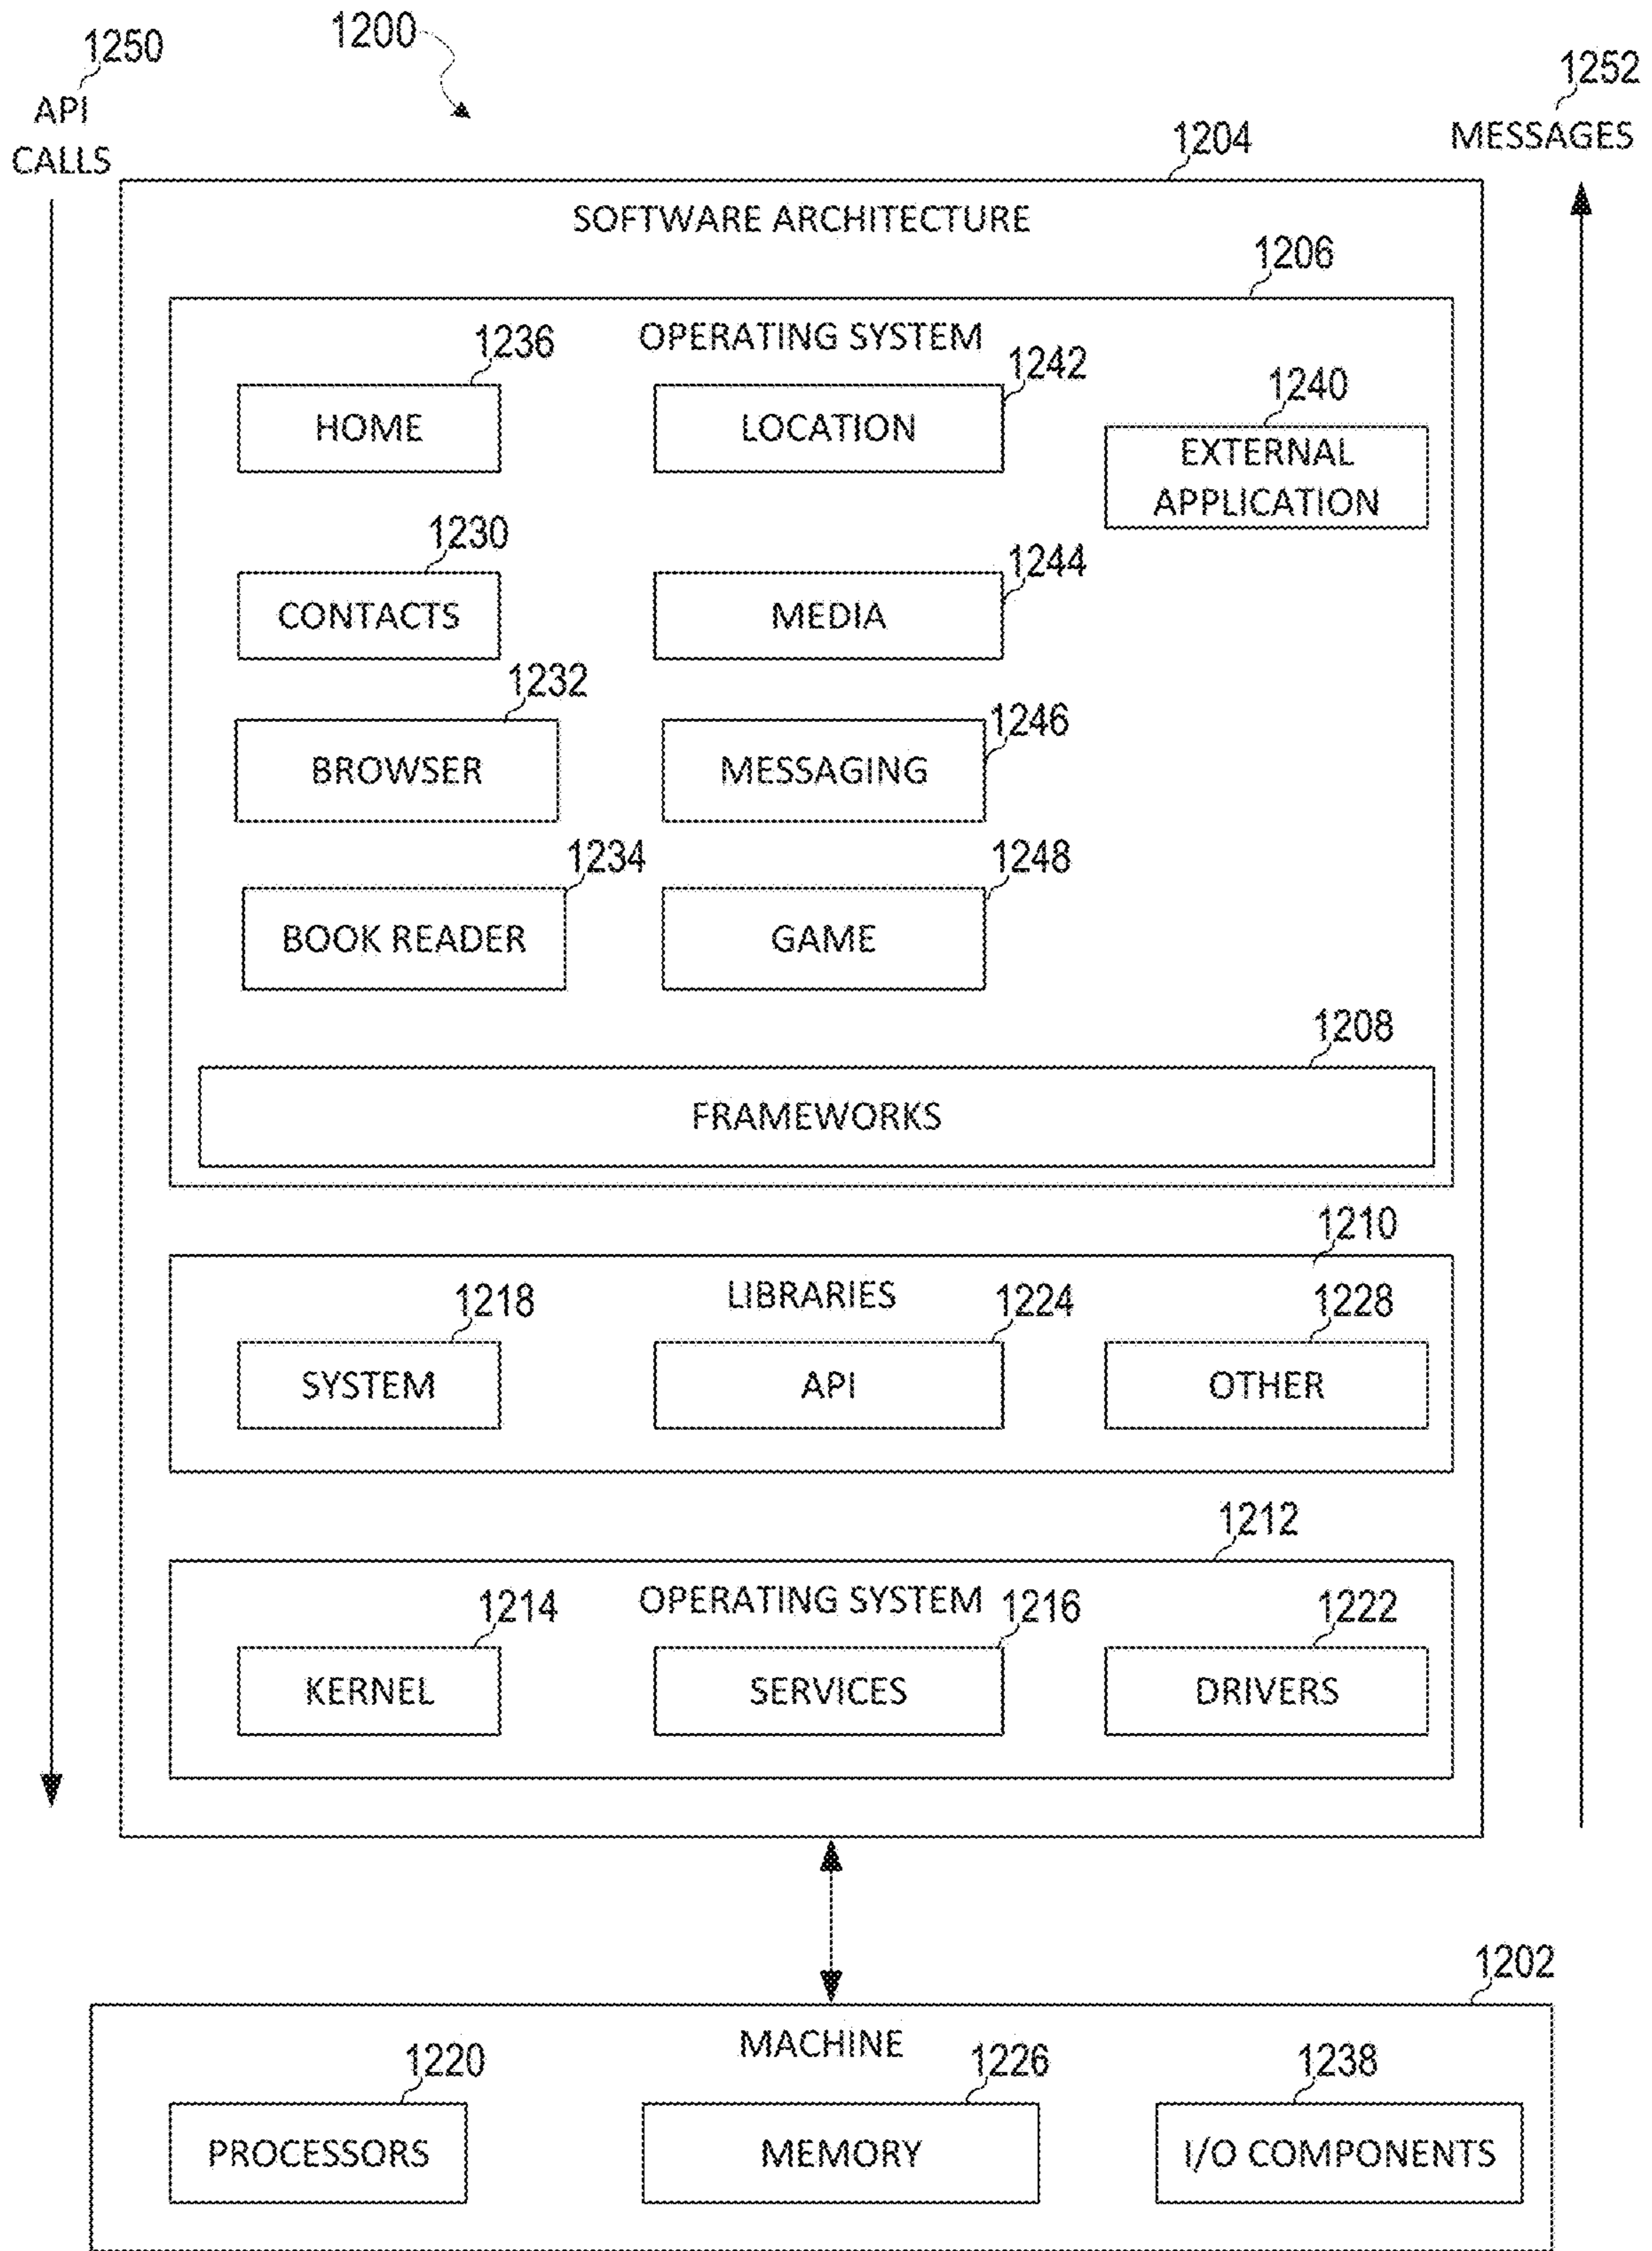 1200
1250
API
CALLS
1252
MESSAGES
1204
SOFTWARE ARCHITECTURE
1206
OPERATING SYSTEM
1236
HOME
1242
LOCATION
1240
EXTERNAL
APPLICATION
1230
CONTACTS
1244
MEDIA
1232
BROWSER
1246
MESSAGING
1234
BOOK READER
1248
GAME
1208
FRAMEWORKS
1210
LIBRARIES
1218
SYSTEM
1224
API
1228
OTHER
1212
OPERATING SYSTEM
1214
KERNEL
1216
SERVICES
1222
DRIVERS
1202
MACHINE
1220
PROCESSORS
1226
MEMORY
1238
I/O COMPONENTS